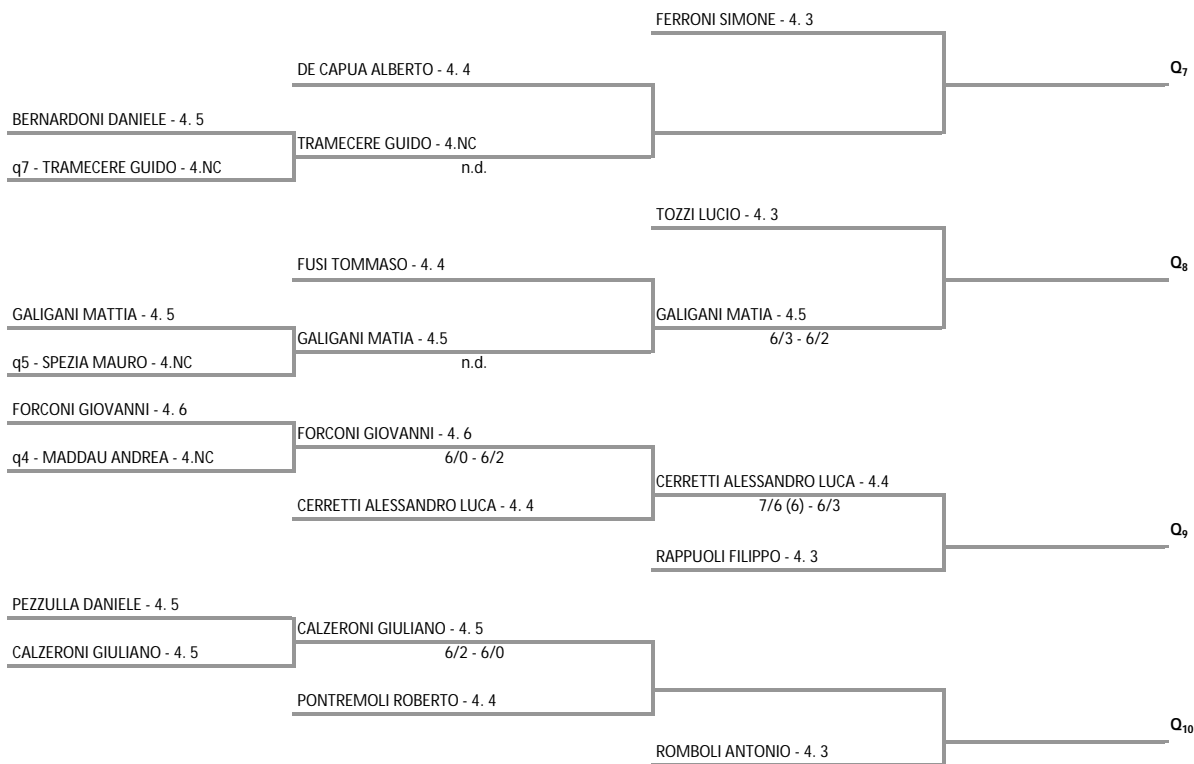 FERRONI SIMONE - 4. 3
DE CAPUA ALBERTO - 4. 4
Q7
BERNARDONI DANIELE - 4. 5
TRAMECERE GUIDO - 4.NC
q7 - TRAMECERE GUIDO - 4.NC
n.d.
TOZZI LUCIO - 4. 3
FUSI TOMMASO - 4. 4
Q8
GALIGANI MATTIA - 4. 5
GALIGANI MATIA - 4.5
GALIGANI MATIA - 4.5
6/3 - 6/2
q5 - SPEZIA MAURO - 4.NC
n.d.
FORCONI GIOVANNI - 4. 6
FORCONI GIOVANNI - 4. 6
q4 - MADDAU ANDREA - 4.NC
6/0 - 6/2
CERRETTI ALESSANDRO LUCA - 4.4
CERRETTI ALESSANDRO LUCA - 4. 4
7/6 (6) - 6/3
Q9
RAPPUOLI FILIPPO - 4. 3
PEZZULLA DANIELE - 4. 5
CALZERONI GIULIANO - 4. 5
CALZERONI GIULIANO - 4. 5
6/2 - 6/0
PONTREMOLI ROBERTO - 4. 4
Q10
ROMBOLI ANTONIO - 4. 3